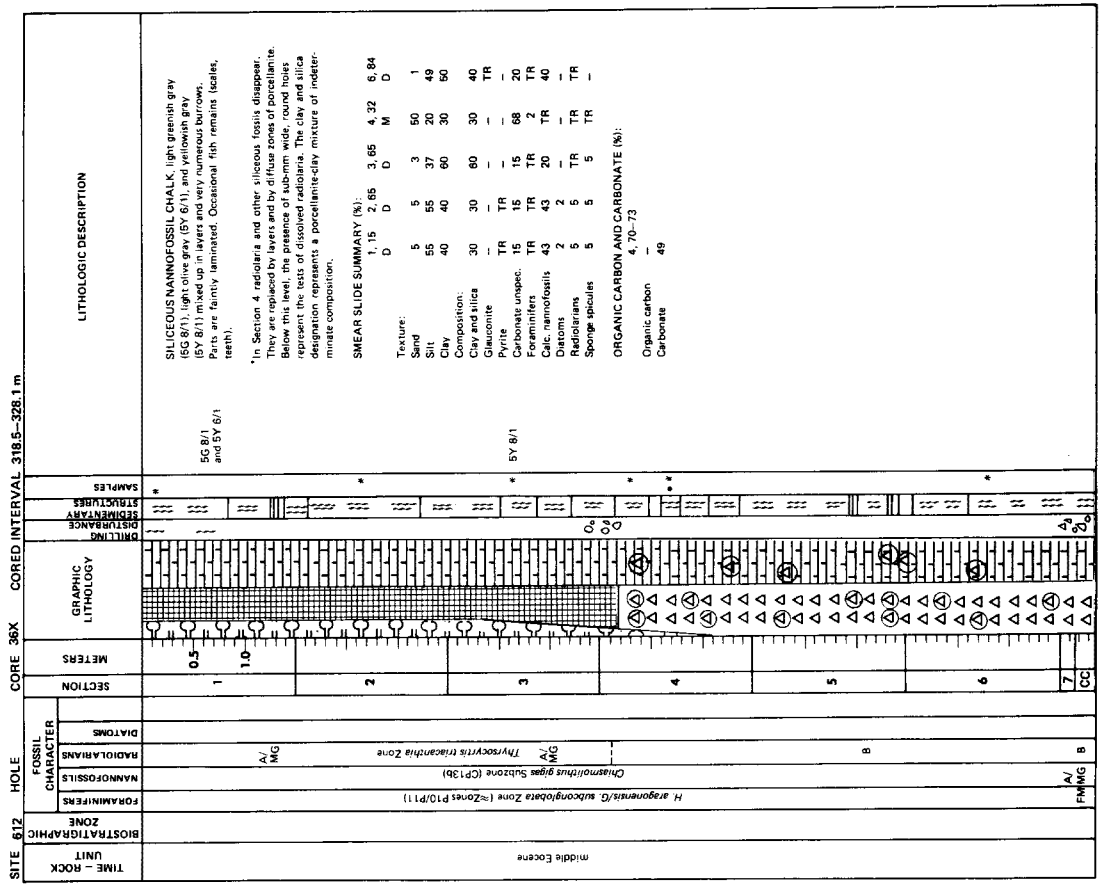 SITE 612 HOLE CORE 36X CORED INTERVAL 318.5–328.1 m
TIME – ROCK UNIT
BIOSTRATIGRAPHIC ZONE
FOSSIL CHARACTER
FORAMINIFERS
NANNOFOSSILS
RADIOLARIANS
DIATOMS
SECTION
METERS
GRAPHIC LITHOLOGY
DRILLING DISTURBANCE
SEDIMENTARY STRUCTURES
SAMPLES
LITHOLOGIC DESCRIPTION
middle Eocene
H. aragonensis/G. subconglobata Zone (≈ Zones P10/P11)
FM/MG
Chiasmolithus gigas Subzone (CP13b)
A/
Thyrsocyrtis triacantha Zone
A/
MG
A/
MG
B
B
1
2
3
4
5
6
7
CC
0.5
1.0
5G 8/1
and 5Y 6/1
5Y 8/1
SILICEOUS NANNOFOSSIL CHALK, light greenish gray
(5G 8/1), light olive gray (5Y 6/1), and yellowish gray
(5Y 8/1) mixed up in layers and very numerous burrows.
Parts are faintly laminated. Occasional fish remains (scales,
teeth).
*In Section 4 radiolaria and other siliceous fossils disappear.
They are replaced by layers and by diffuse zones of porcellanite.
Below this level, the presence of sub-mm wide, round holes
represent the tests of dissolved radiolaria. The clay and silica
designation represents a porcellanite-clay mixture of indeter-
minate composition.
SMEAR SLIDE SUMMARY (%):
1, 15 2, 65 3, 65 4, 32 6, 84
D D D M D
Texture:
Sand 5 5 3 50 1
Silt 55 55 37 20 49
Clay 40 40 60 30 50
Composition:
Clay and silica 30 30 60 30 40
Glauconite – – – – TR
Pyrite TR TR – – –
Carbonate unspec. 15 15 15 68 20
Foraminifers TR TR TR 2 TR
Calc. nannofossils 43 43 20 TR 40
Diatoms 2 2 – – –
Radiolarians 5 5 TR TR TR
Sponge spicules 5 5 5 TR –
ORGANIC CARBON AND CARBONATE (%):
4, 70–73
Organic carbon –
Carbonate 49